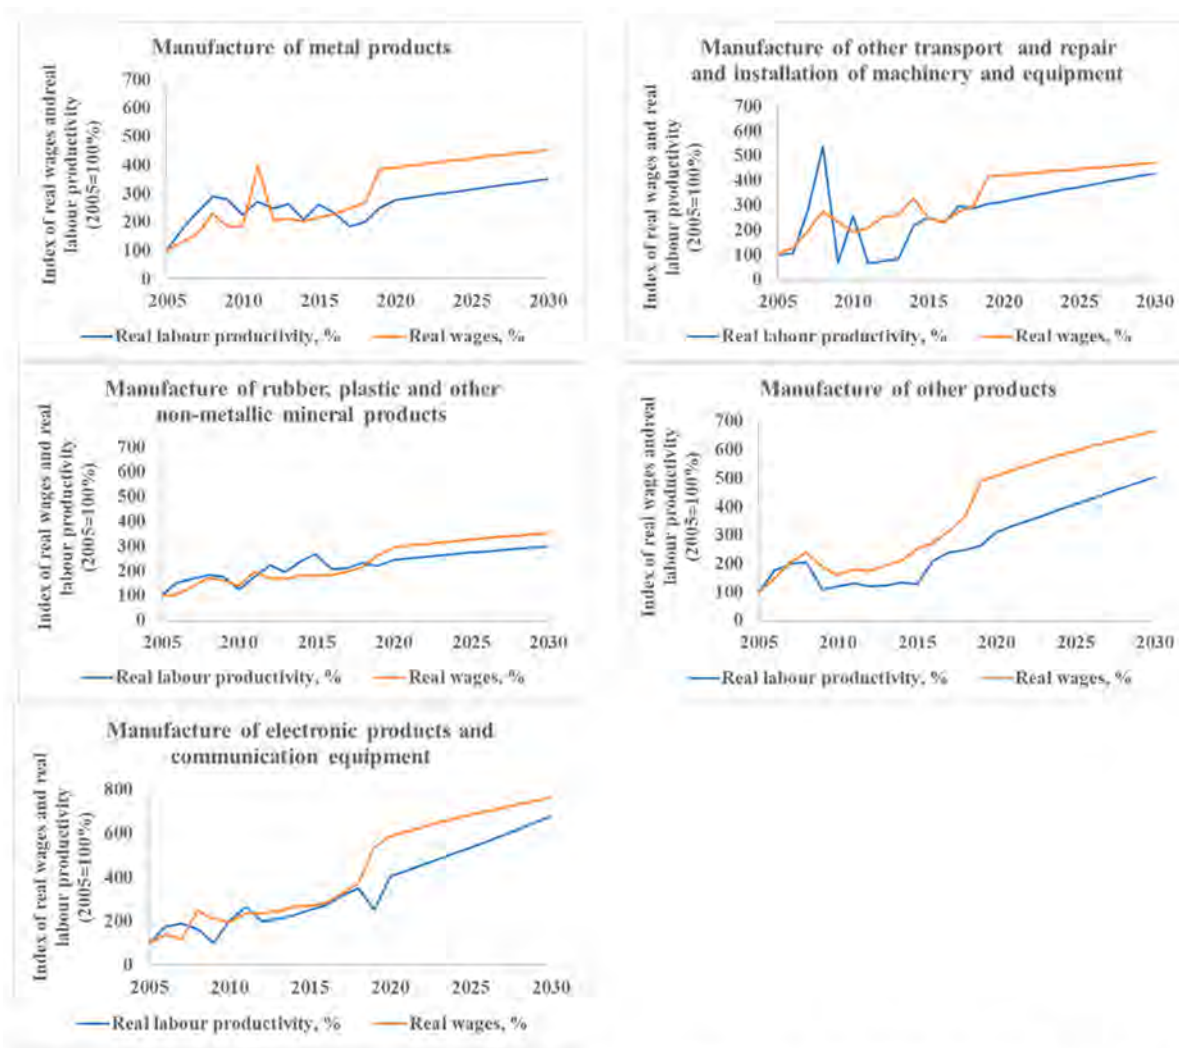 Manufacture of metal products
Index of real wages andreal
labour productivity
(2005=100%)
700
600
500
400
300
200
100
0
2005 2010 2015 2020 2025 2030
Real labour productivity, % Real wages, %
Manufacture of other transport and repair
and installation of machinery and equipment
Index of real wages and real
labour productivity
(2005=100%)
700
600
500
400
300
200
100
0
2005 2010 2015 2020 2025 2030
Real labour productivity, % Real wages, %
Manufacture of rubber, plastic and other
non-metallic mineral products
Index of real wages and real
labour productivity
(2005=100%)
700
600
500
400
300
200
100
0
2005 2010 2015 2020 2025 2030
Real labour productivity, % Real wages, %
Manufacture of other products
Index of real wages andreal
labour productivity
(2005=100%)
700
600
500
400
300
200
100
0
2005 2010 2015 2020 2025 2030
Real labour productivity, % Real wages, %
Manufacture of electronic products and
communication equipment
Index of real wages and real
labour productivity
(2005=100%)
800
600
400
200
0
2005 2010 2015 2020 2025 2030
Real labour productivity, % Real wages, %